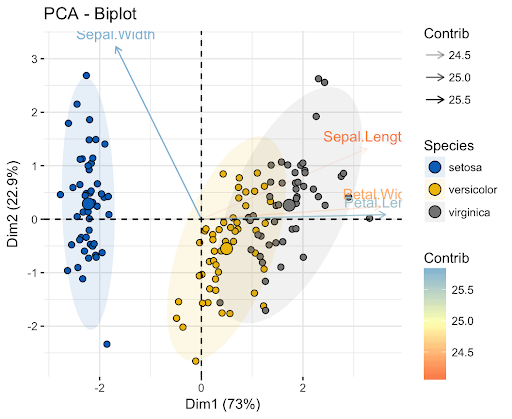 PCA - Biplot
Sepal.Width
Sepal.Lengt
Petal.Wid
Petal.Ler
3
2
1
0
-1
-2
-2
0
2
Dim1 (73%)
Dim2 (22.9%)
Contrib
24.5
25.0
25.5
Species
setosa
versicolor
virginica
Contrib
25.5
25.0
24.5